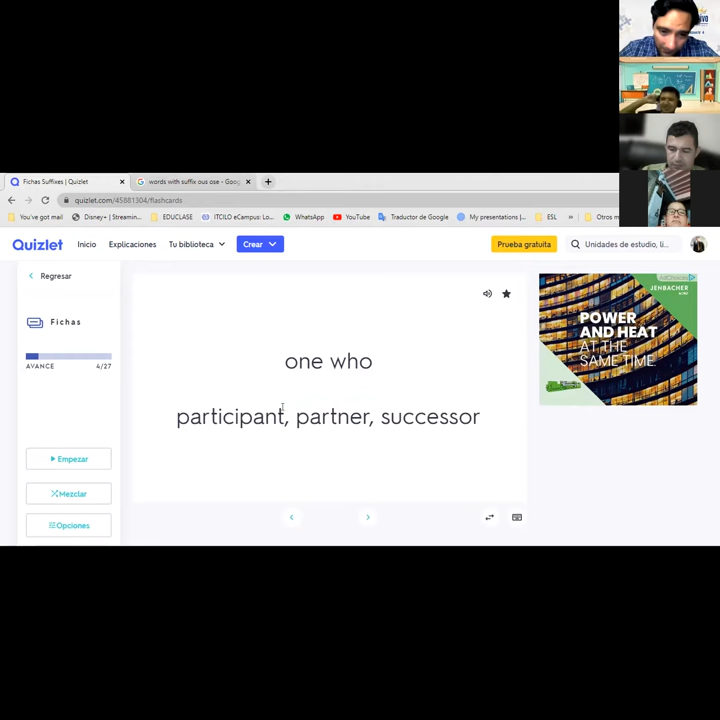 Fichas Suffixes | Quizlet
words with suffix ous ose - Goo
quizlet.com/45881304/flashcards
You've got mail
Disney+ | Streamin...
EDUCLASE
ITCILO eCampus: Lo...
WhatsApp
YouTube
Traductor de Google
My presentations |...
ESL
»
Otros m
Quizlet
Inicio
Explicaciones
Tu biblioteca
Crear
Prueba gratuita
Unidades de estudio, li...
Regresar
Fichas
AVANCE
4/27
Empezar
Mezclar
Opciones
one who
participant, partner, successor
AdChoices
JENBACHER
POWER
AND HEAT
AT THE
SAME TIME.